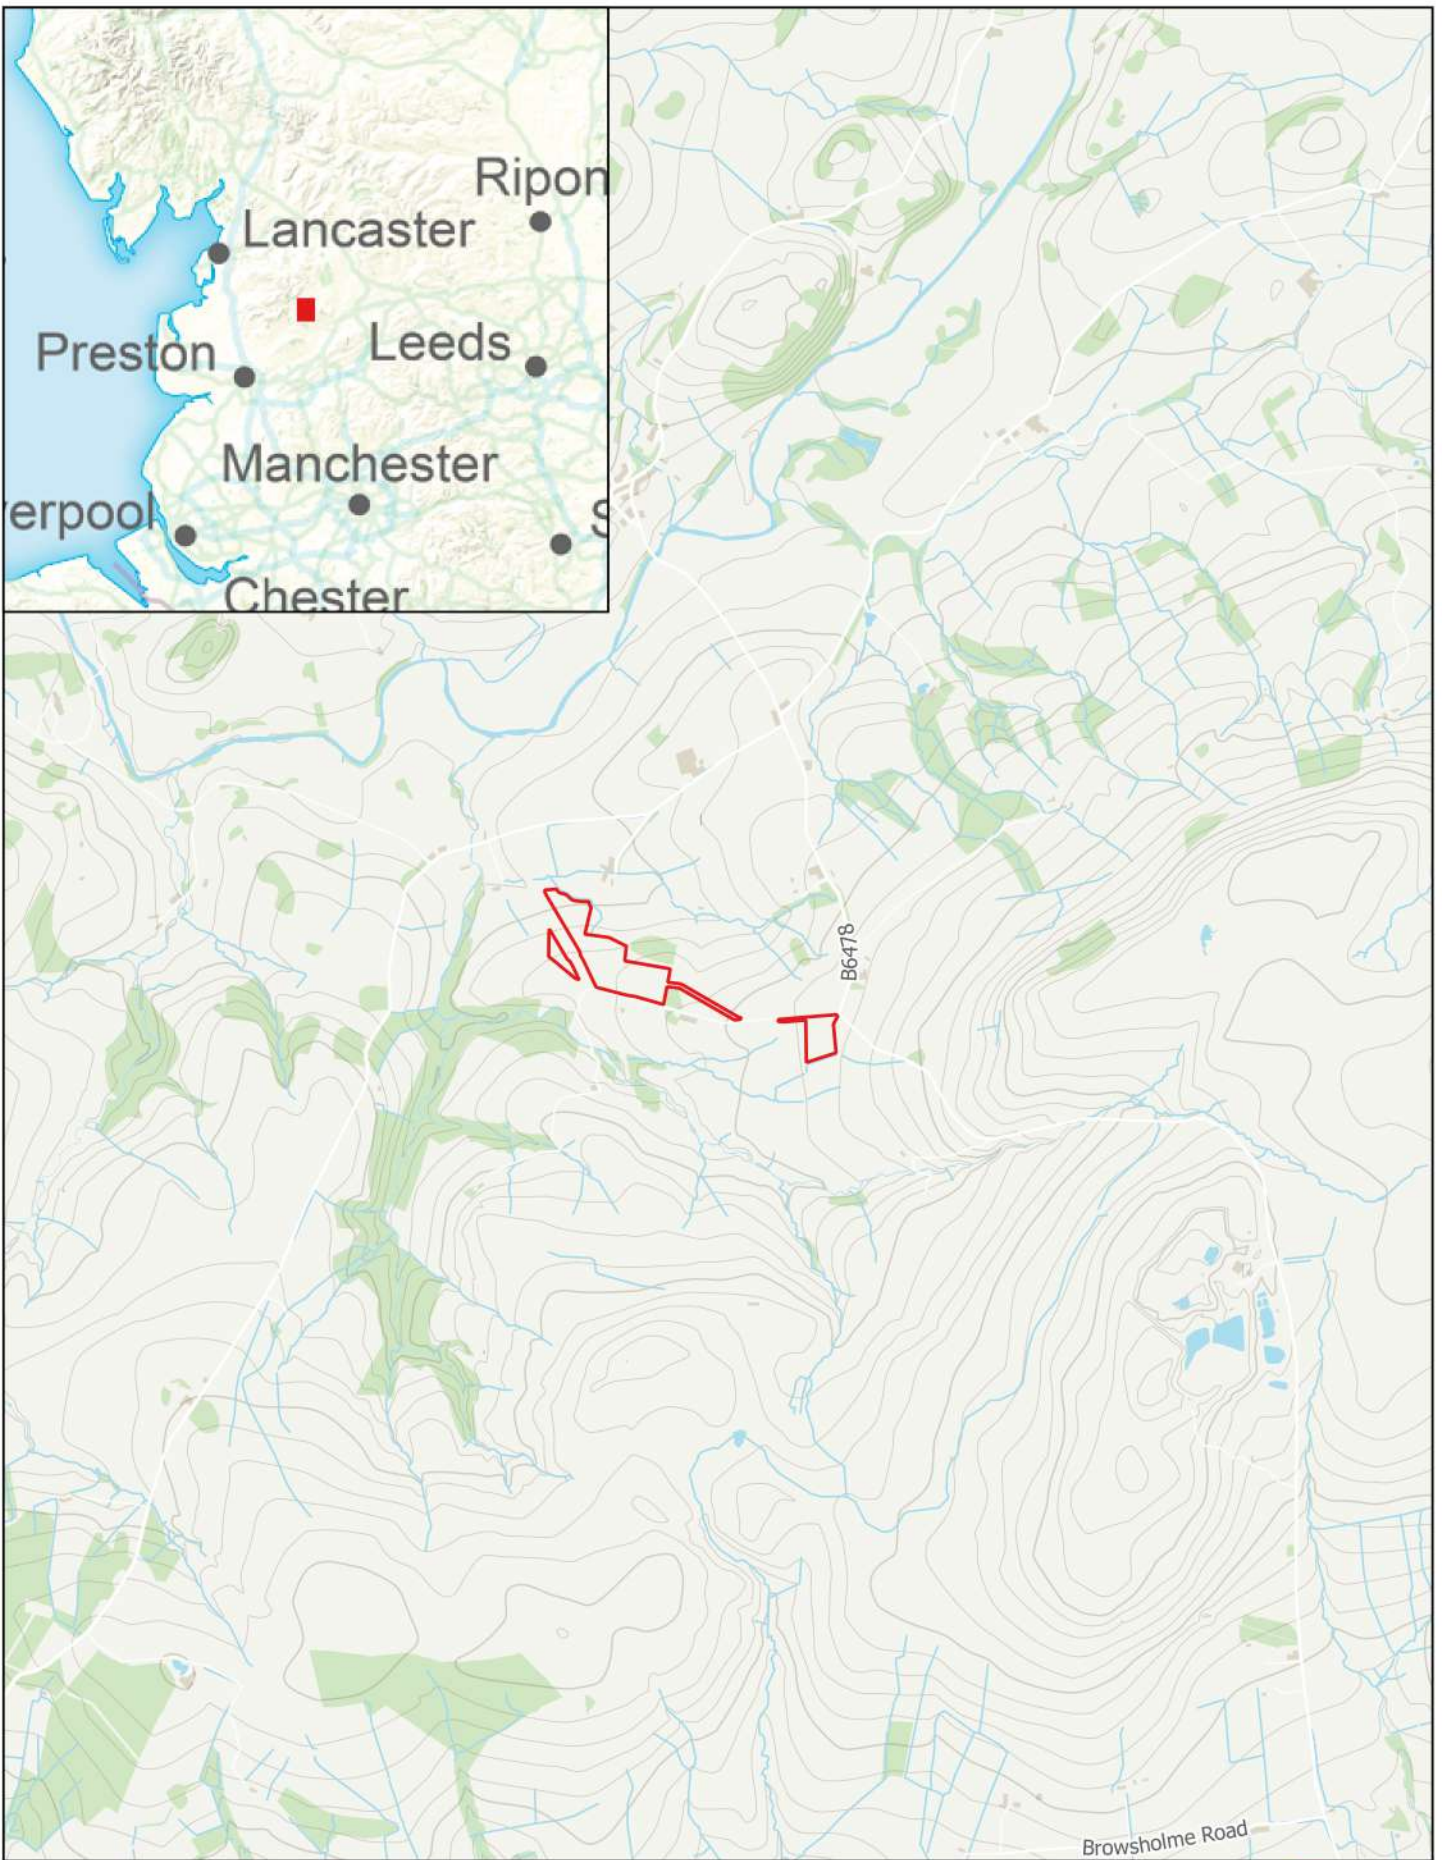 Ripon
Lancaster
Preston
Leeds
Manchester
erpool
S
Chester
B6478
Browsholme Road